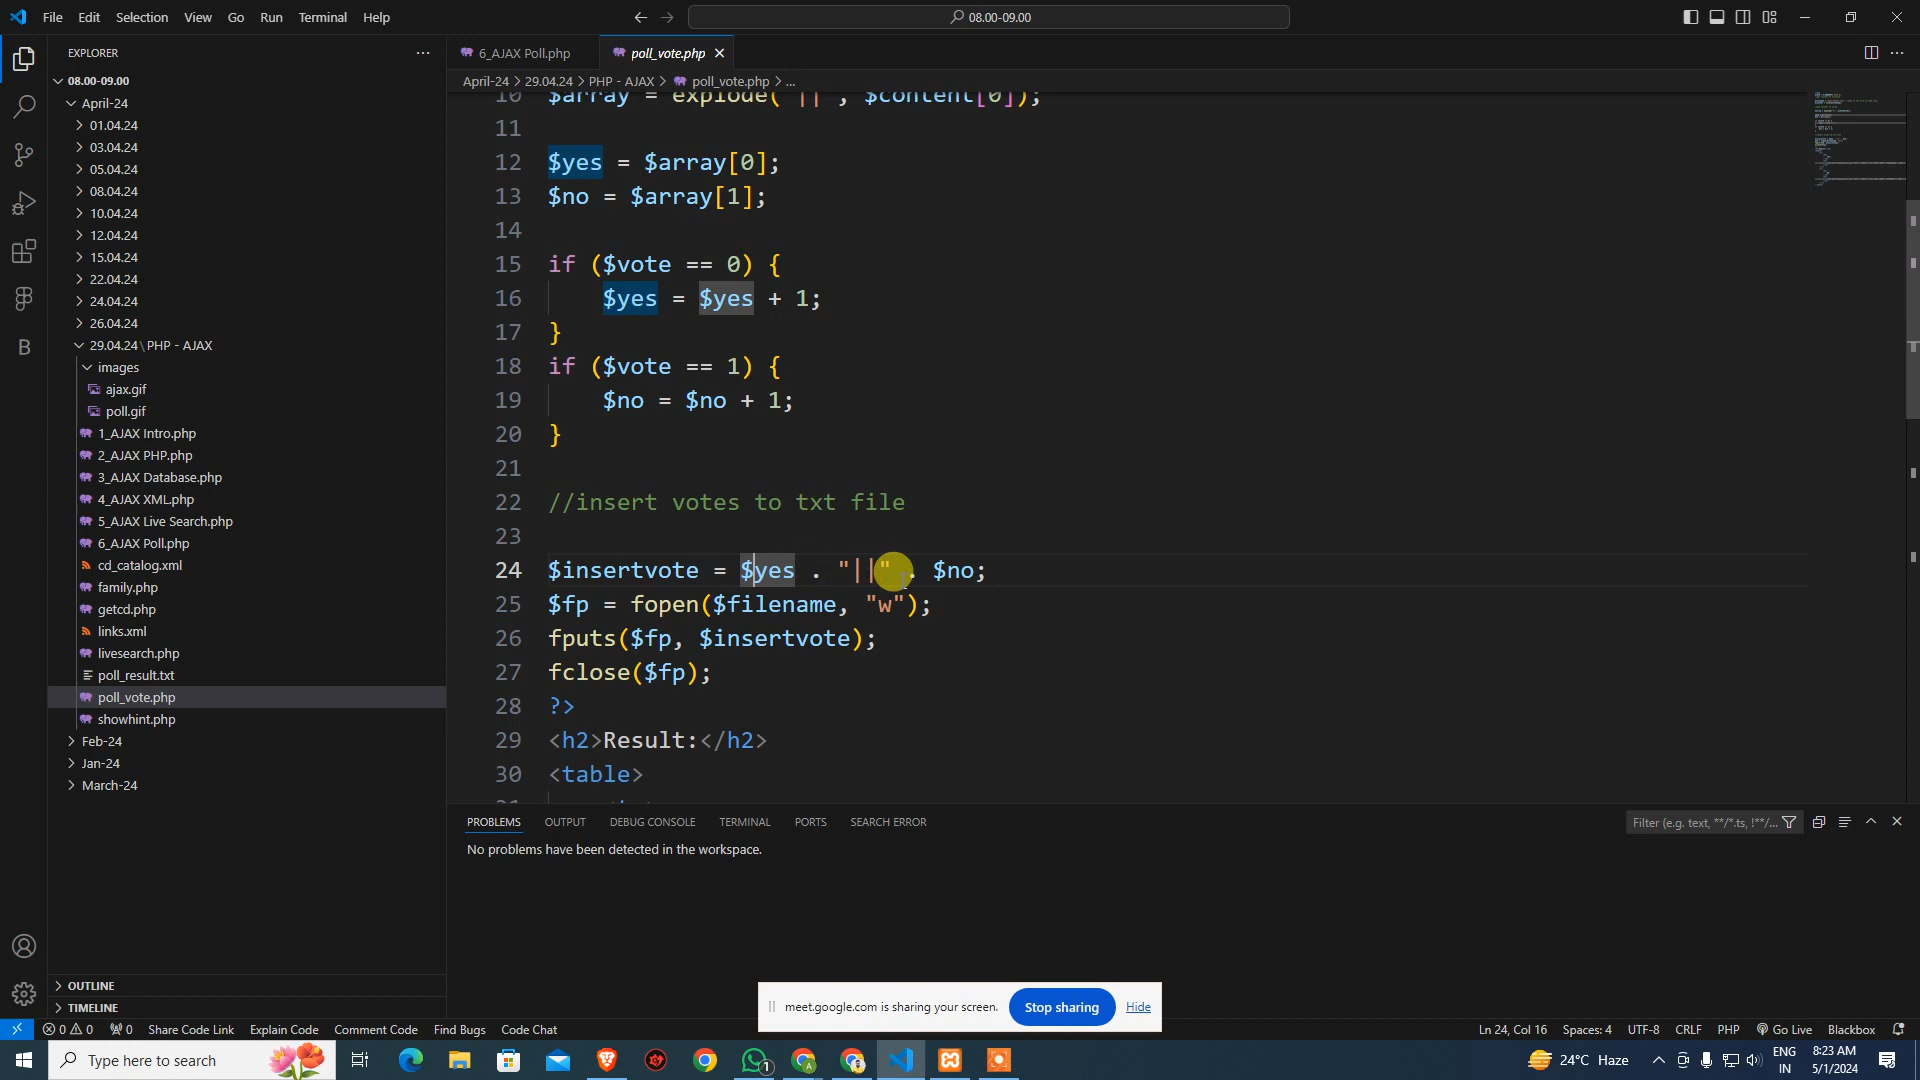 File Edit Selection View Go Run Terminal Help
08.00-09.00
EXPLORER
08.00-09.00
April-24
01.04.24
03.04.24
05.04.24
08.04.24
10.04.24
12.04.24
15.04.24
22.04.24
24.04.24
26.04.24
29.04.24\PHP - AJAX
images
ajax.gif
poll.gif
1_AJAX Intro.php
2_AJAX PHP.php
3_AJAX Database.php
4_AJAX XML.php
5_AJAX Live Search.php
6_AJAX Poll.php
cd_catalog.xml
family.php
getcd.php
links.xml
livesearch.php
poll_result.txt
poll_vote.php
showhint.php
Feb-24
Jan-24
March-24
OUTLINE
TIMELINE
6_AJAX Poll.php poll_vote.php
April-24 > 29.04.24 > PHP - AJAX > poll_vote.php > ...
10 $array = explode("||", $content[0]);
11
12 $yes = $array[0];
13 $no = $array[1];
14
15 if ($vote == 0) {
16 $yes = $yes + 1;
17 }
18 if ($vote == 1) {
19 $no = $no + 1;
20 }
21
22 //insert votes to txt file
23
24 $insertvote = $yes . "||" . $no;
25 $fp = fopen($filename, "w");
26 fputs($fp, $insertvote);
27 fclose($fp);
28 ?>
29 <h2>Result:</h2>
30 <table>
PROBLEMS OUTPUT DEBUG CONSOLE TERMINAL PORTS SEARCH ERROR
Filter (e.g. text, **/*.ts, !**/...
No problems have been detected in the workspace.
meet.google.com is sharing your screen. Stop sharing Hide
0 0 0 Share Code Link Explain Code Comment Code Find Bugs Code Chat
Ln 24, Col 16 Spaces: 4 UTF-8 CRLF PHP Go Live Blackbox
Type here to search
1
24°C Haze
ENG
IN
8:23 AM
5/1/2024